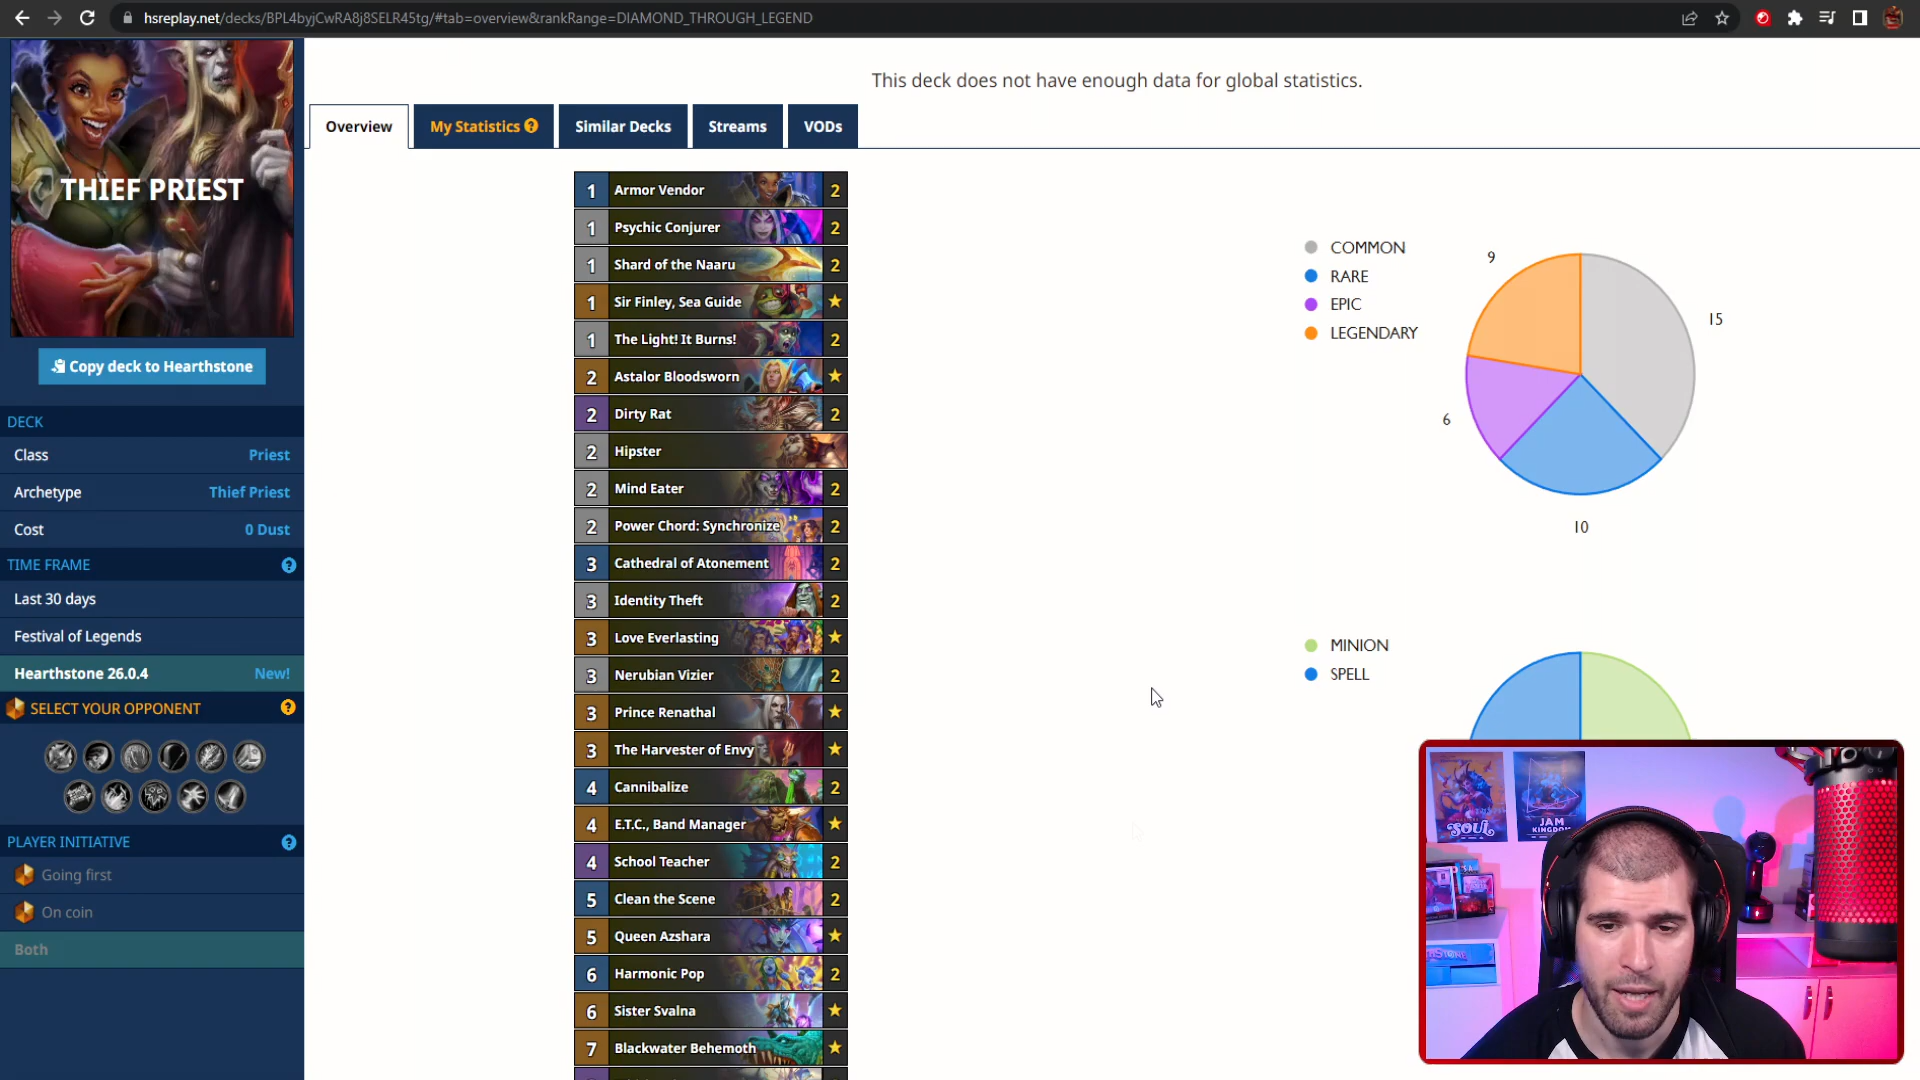 hsreplay.net/decks/BPL4byjCwRA8j8SELR45tg/#tab=overview&rankRange=DIAMOND_THROUGH_LEGEND
This deck does not have enough data for global statistics.
Overview
My Statistics ?
Similar Decks
Streams
VODs
THIEF PRIEST
Copy deck to Hearthstone
DECK
Class Priest
Archetype Thief Priest
Cost 0 Dust
TIME FRAME ?
Last 30 days
Festival of Legends
Hearthstone 26.0.4 New!
SELECT YOUR OPPONENT ?
PLAYER INITIATIVE ?
Going first
On coin
Both
1 Armor Vendor 2
1 Psychic Conjurer 2
1 Shard of the Naaru 2
1 Sir Finley, Sea Guide ★
1 The Light! It Burns! 2
2 Astalor Bloodsworn ★
2 Dirty Rat 2
2 Hipster
2 Mind Eater 2
2 Power Chord: Synchronize 2
3 Cathedral of Atonement 2
3 Identity Theft 2
3 Love Everlasting ★
3 Nerubian Vizier 2
3 Prince Renathal ★
3 The Harvester of Envy ★
4 Cannibalize 2
4 E.T.C., Band Manager ★
4 School Teacher 2
5 Clean the Scene 2
5 Queen Azshara ★
6 Harmonic Pop 2
6 Sister Svalna ★
7 Blackwater Behemoth ★
COMMON
RARE
EPIC
LEGENDARY
9
15
6
10
MINION
SPELL
SOUL
JAM
KINGDOM